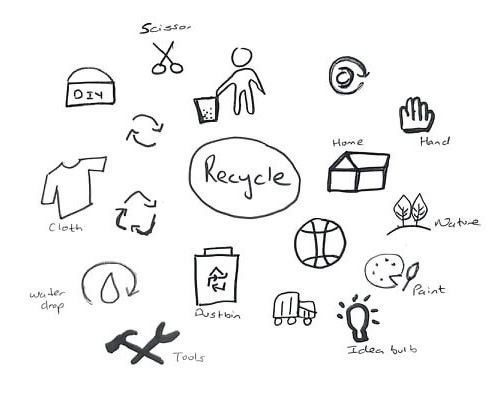 Scissor
DIY
Recycle
Home
Hand
Cloth
Nature
water
drop
Dustbin
Paint
Tools
Idea bulb